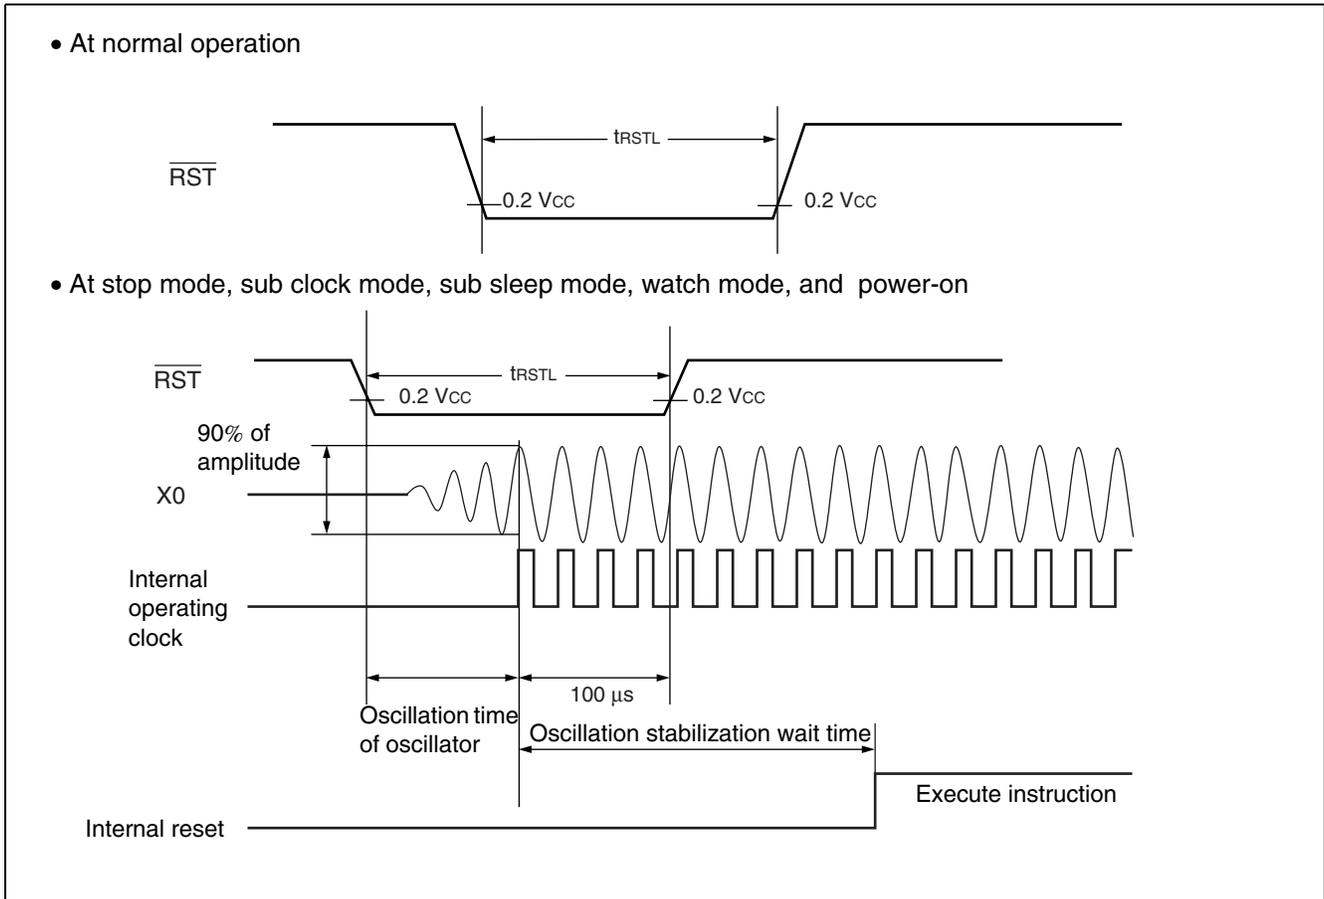 • At normal operation
tRSTL
RST
0.2 VCC
0.2 VCC
• At stop mode, sub clock mode, sub sleep mode, watch mode, and power-on
RST
tRSTL
0.2 VCC
0.2 VCC
90% of
amplitude
X0
Internal
operating
clock
100 μs
Oscillation time
of oscillator
Oscillation stabilization wait time
Execute instruction
Internal reset